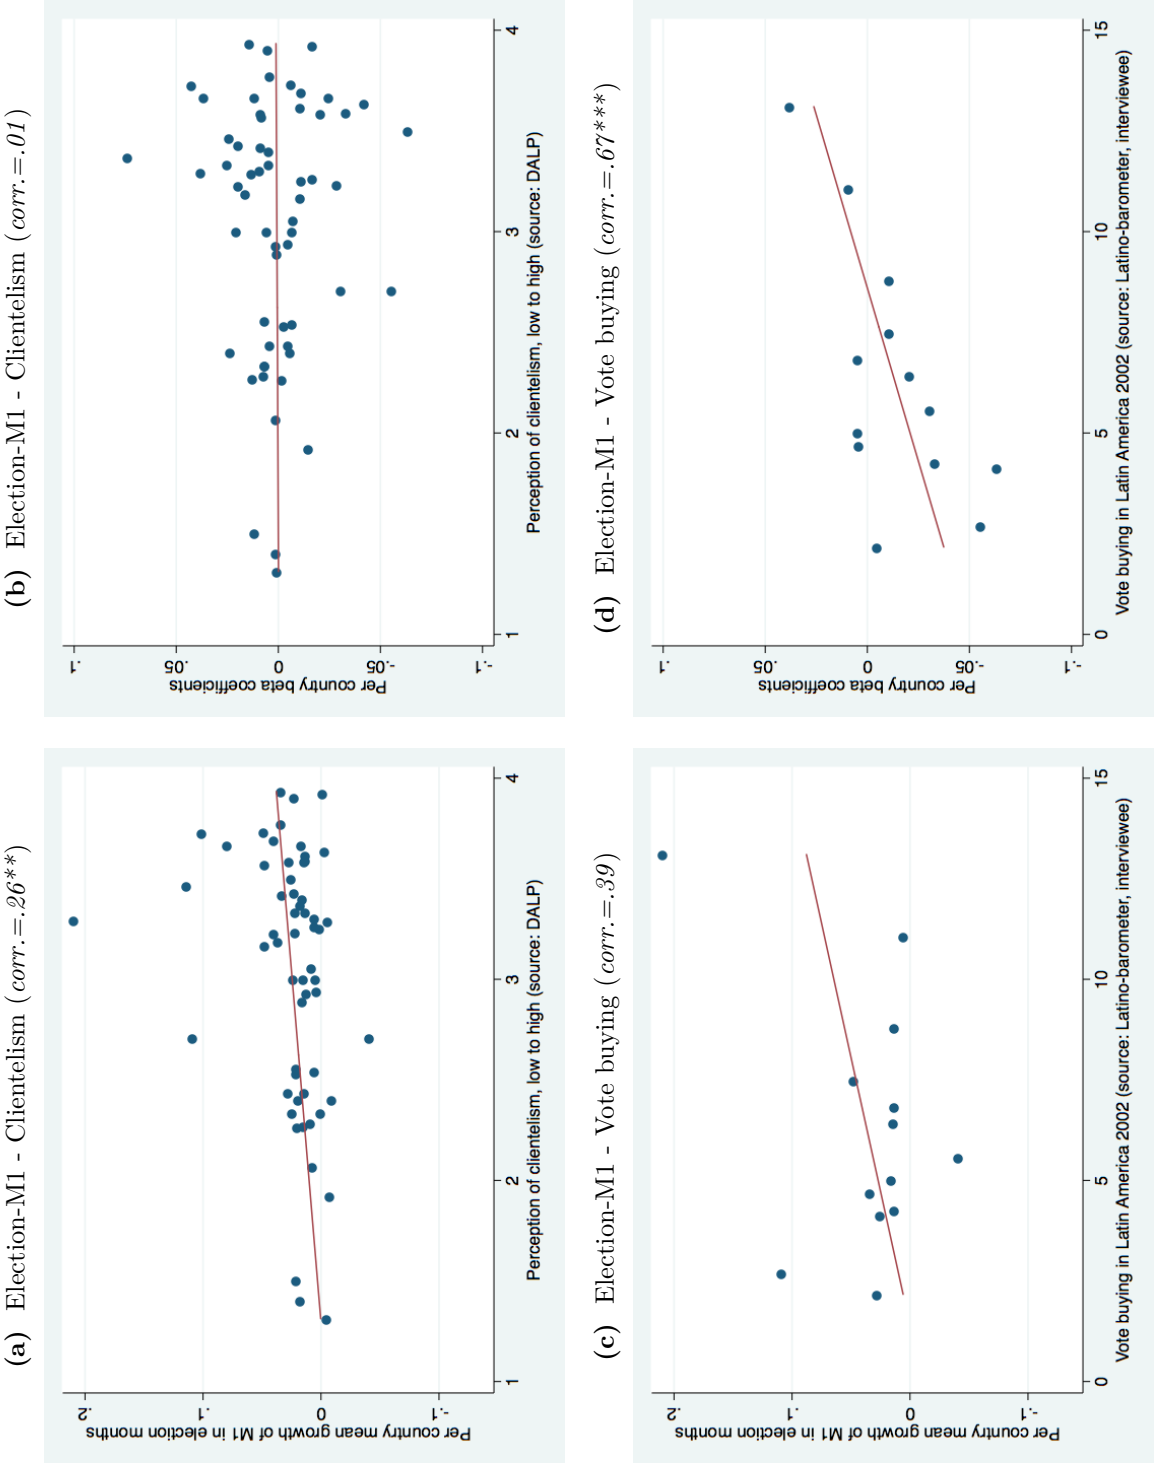 (a) Election-M1 - Clientelism (corr.=.26**)
Per country mean growth of M1 in election months
.2
.1
0
-.1
1
2
3
4
Perception of clientelism, low to high (source: DALP)
(b) Election-M1 - Clientelism (corr.=.01)
Per country beta coefficients
.1
.05
0
-.05
-.1
1
2
3
4
Perception of clientelism, low to high (source: DALP)
(c) Election-M1 - Vote buying (corr.=.39)
Per country mean growth of M1 in election months
.2
.1
0
-.1
0
5
10
15
Vote buying in Latin America 2002 (source: Latino-barometer, interviewee)
(d) Election-M1 - Vote buying (corr.=.67***)
Per country beta coefficients
.1
.05
0
-.05
-.1
0
5
10
15
Vote buying in Latin America 2002 (source: Latino-barometer, interviewee)